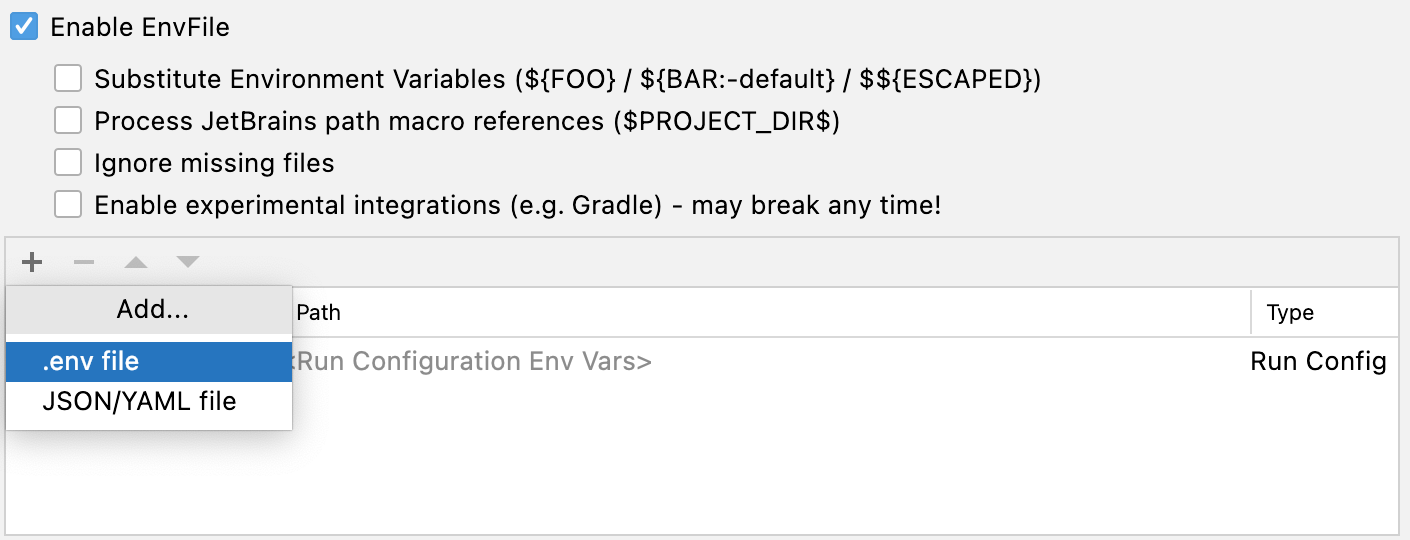 Enable EnvFile
Substitute Environment Variables (${FOO} / ${BAR:-default} / $${ESCAPED})
Process JetBrains path macro references ($PROJECT_DIR$)
Ignore missing files
Enable experimental integrations (e.g. Gradle) - may break any time!
Add...
Path Type
.env file <Run Configuration Env Vars> Run Config
JSON/YAML file